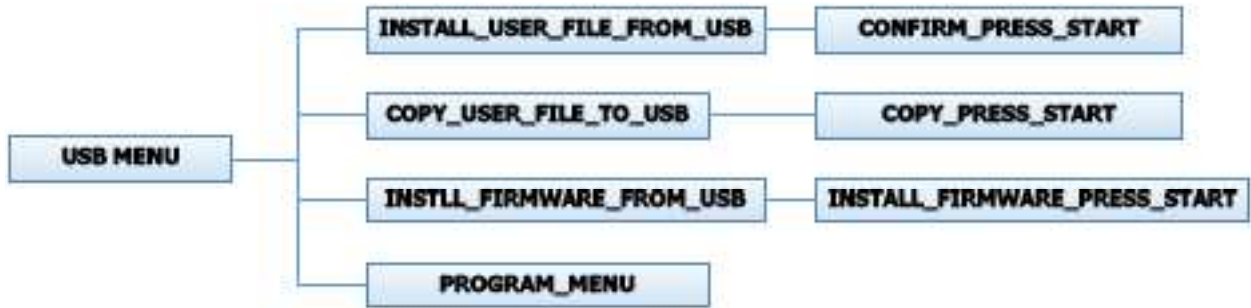 INSTALL_USER_FILE_FROM_USB
CONFIRM_PRESS_START
COPY_USER_FILE_TO_USB
COPY_PRESS_START
USB MENU
INSTLL_FIRMWARE_FROM_USB
INSTALL_FIRMWARE_PRESS_START
PROGRAM_MENU